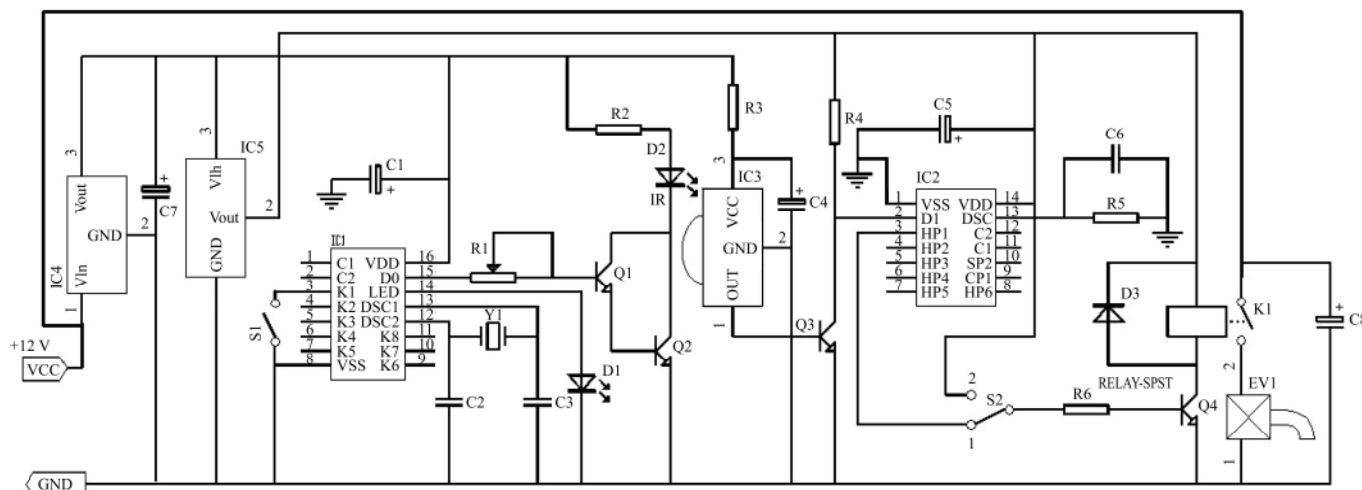 +12 V
VCC
GND
IC4
Vout
GND
VIn
3
2
1
C7
+
IC5
VIh
Vout
GND
3
2
C1
+
IC1
1 C1 VDD 16
2 C2 D0 15
3 K1 LED 14
4 K2 DSC1 13
5 K3 DSC2 12
6 K4 K8 11
7 K5 K7 10
8 VSS K6 9
S1
R1
Y1
C2
C3
D1
R2
D2
IR
Q1
Q2
R3
3
IC3
VCC
GND
OUT
2
1
C4
+
Q3
R4
C5
+
IC2
1 VSS VDD 14
2 D1 DSC 13
3 HP1 C2 12
4 HP2 C1 11
5 HP3 SP2 10
6 HP4 CP1 9
7 HP5 HP6 8
C6
R5
2
S2
1
R6
D3
RELAY-SPST
Q4
K1
2
EV1
1
C8
+